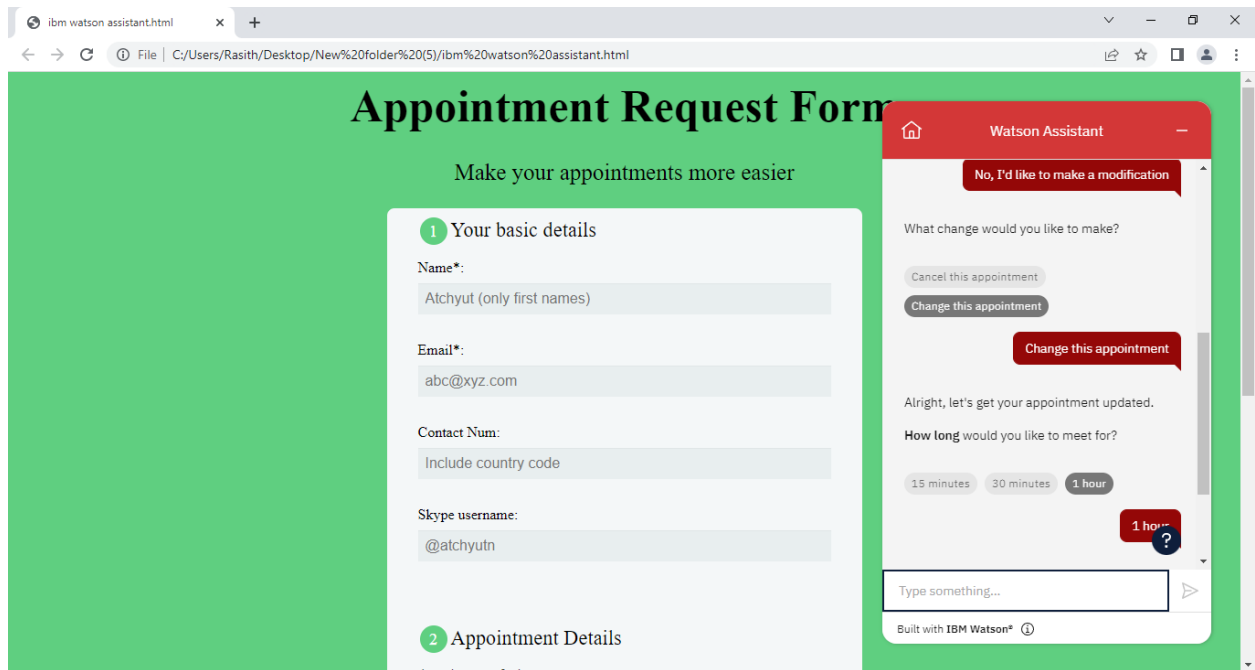 ibm watson assistant.html
File | C:/Users/Rasith/Desktop/New%20folder%20(5)/ibm%20watson%20assistant.html
Appointment Request Form
Make your appointments more easier
1 Your basic details
Name*:
Atchyut (only first names)
Email*:
abc@xyz.com
Contact Num:
Include country code
Skype username:
@atchyutn
2 Appointment Details
Watson Assistant
No, I'd like to make a modification
What change would you like to make?
Cancel this appointment
Change this appointment
Change this appointment
Alright, let's get your appointment updated.
How long would you like to meet for?
15 minutes 30 minutes 1 hour
1 hour
?
Type something...
Built with IBM Watson®